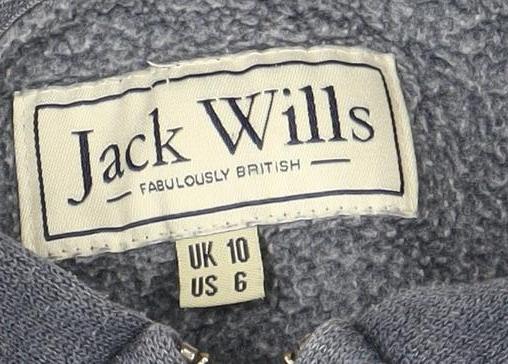 Jack Wills
— FABULOUSLY BRITISH —
UK 10
US 6